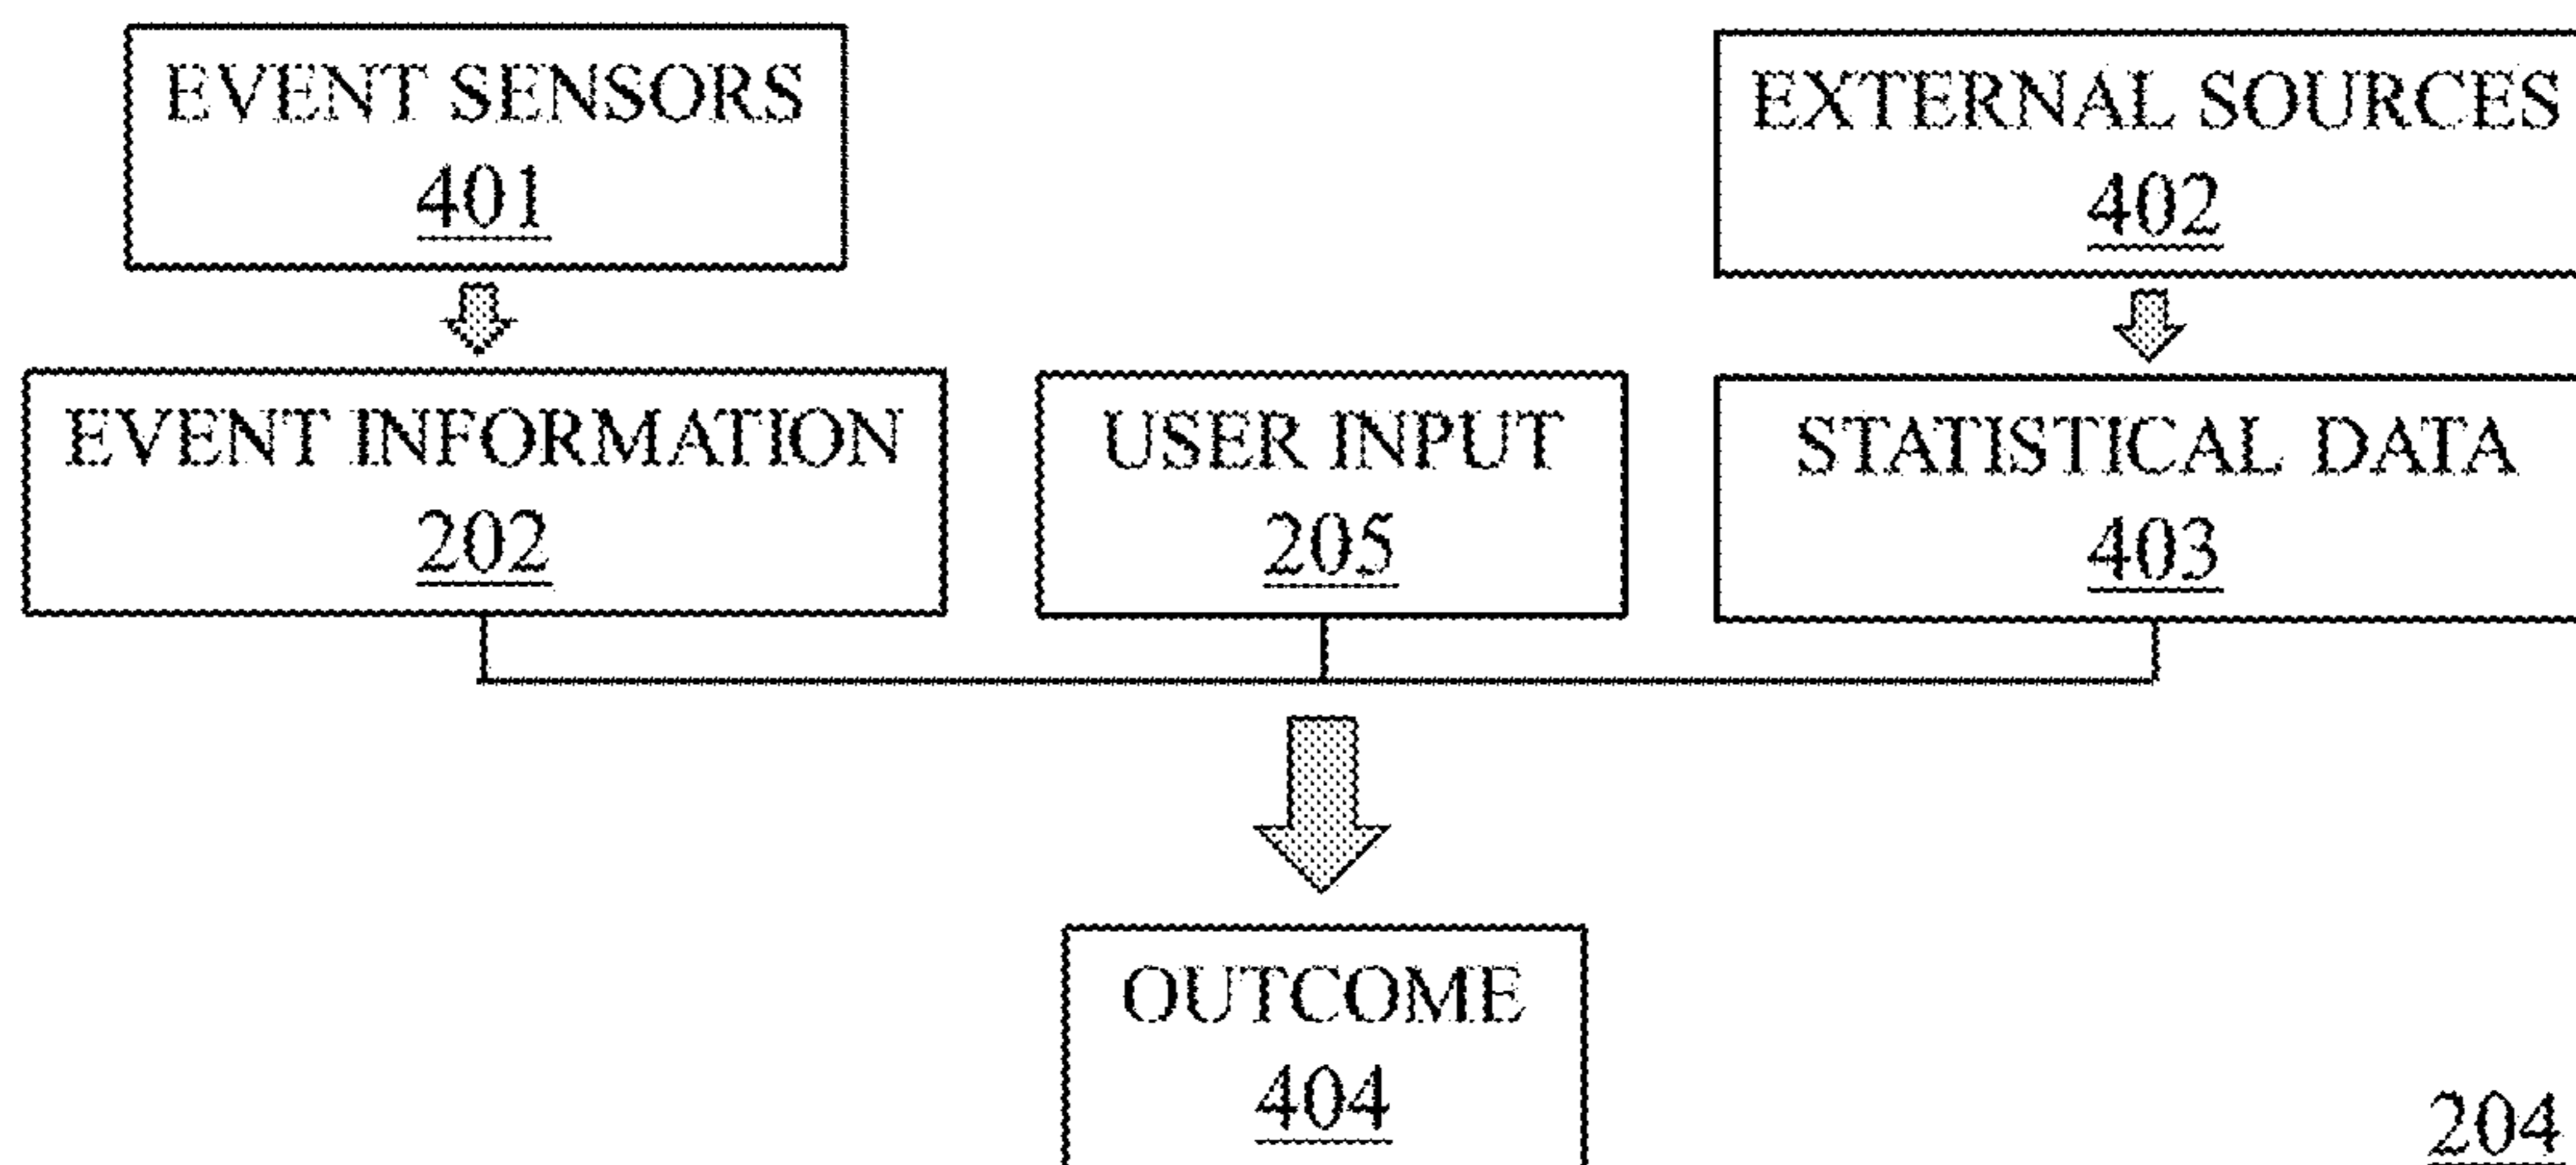 EVENT SENSORS
401
EXTERNAL SOURCES
402
EVENT INFORMATION
202
USER INPUT
205
STATISTICAL DATA
403
OUTCOME
404
204